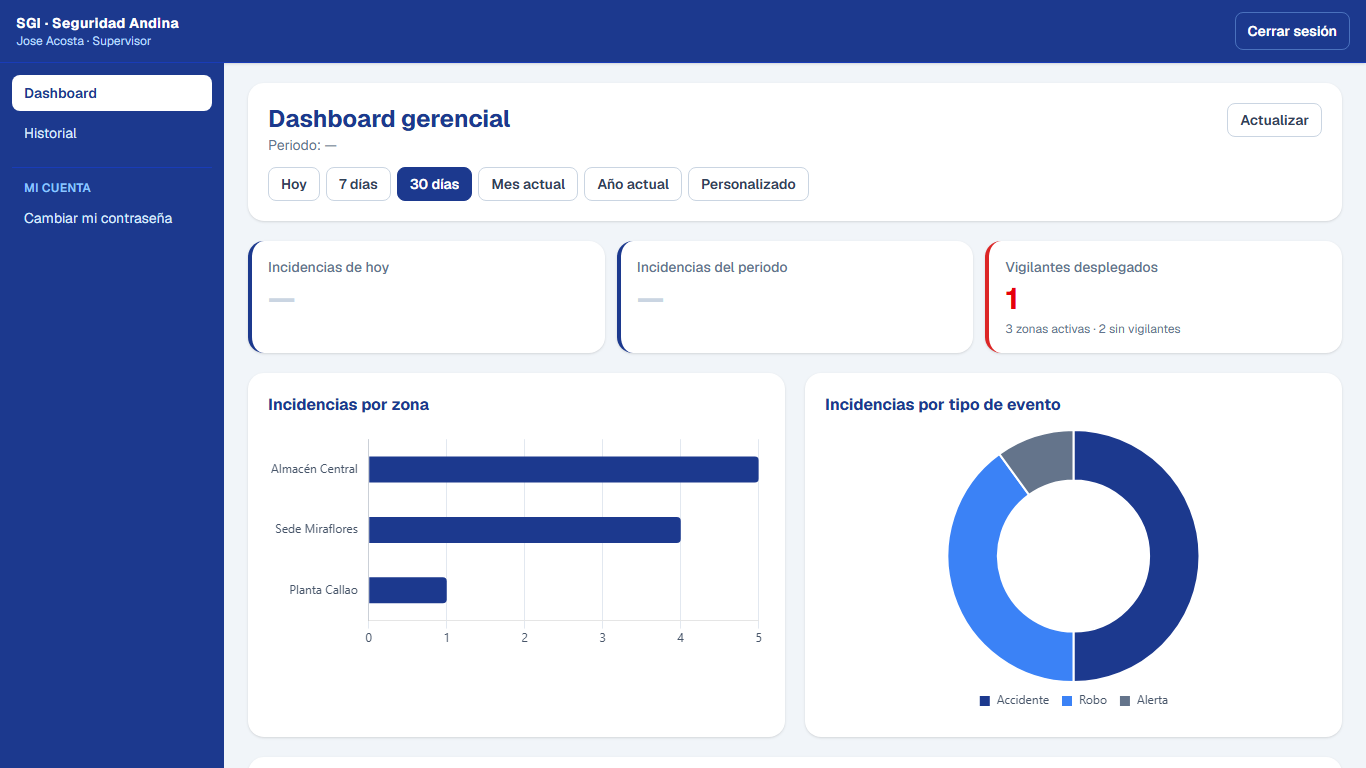 SGI · Seguridad Andina
Jose Acosta · Supervisor
Cerrar sesión
Dashboard
Historial
MI CUENTA
Cambiar mi contraseña
Dashboard gerencial
Periodo: —
Actualizar
Hoy
7 días
30 días
Mes actual
Año actual
Personalizado
Incidencias de hoy
—
Incidencias del periodo
—
Vigilantes desplegados
1
3 zonas activas · 2 sin vigilantes
Incidencias por zona
Almacén Central
Sede Miraflores
Planta Callao
0 1 2 3 4 5
Incidencias por tipo de evento
Accidente Robo Alerta